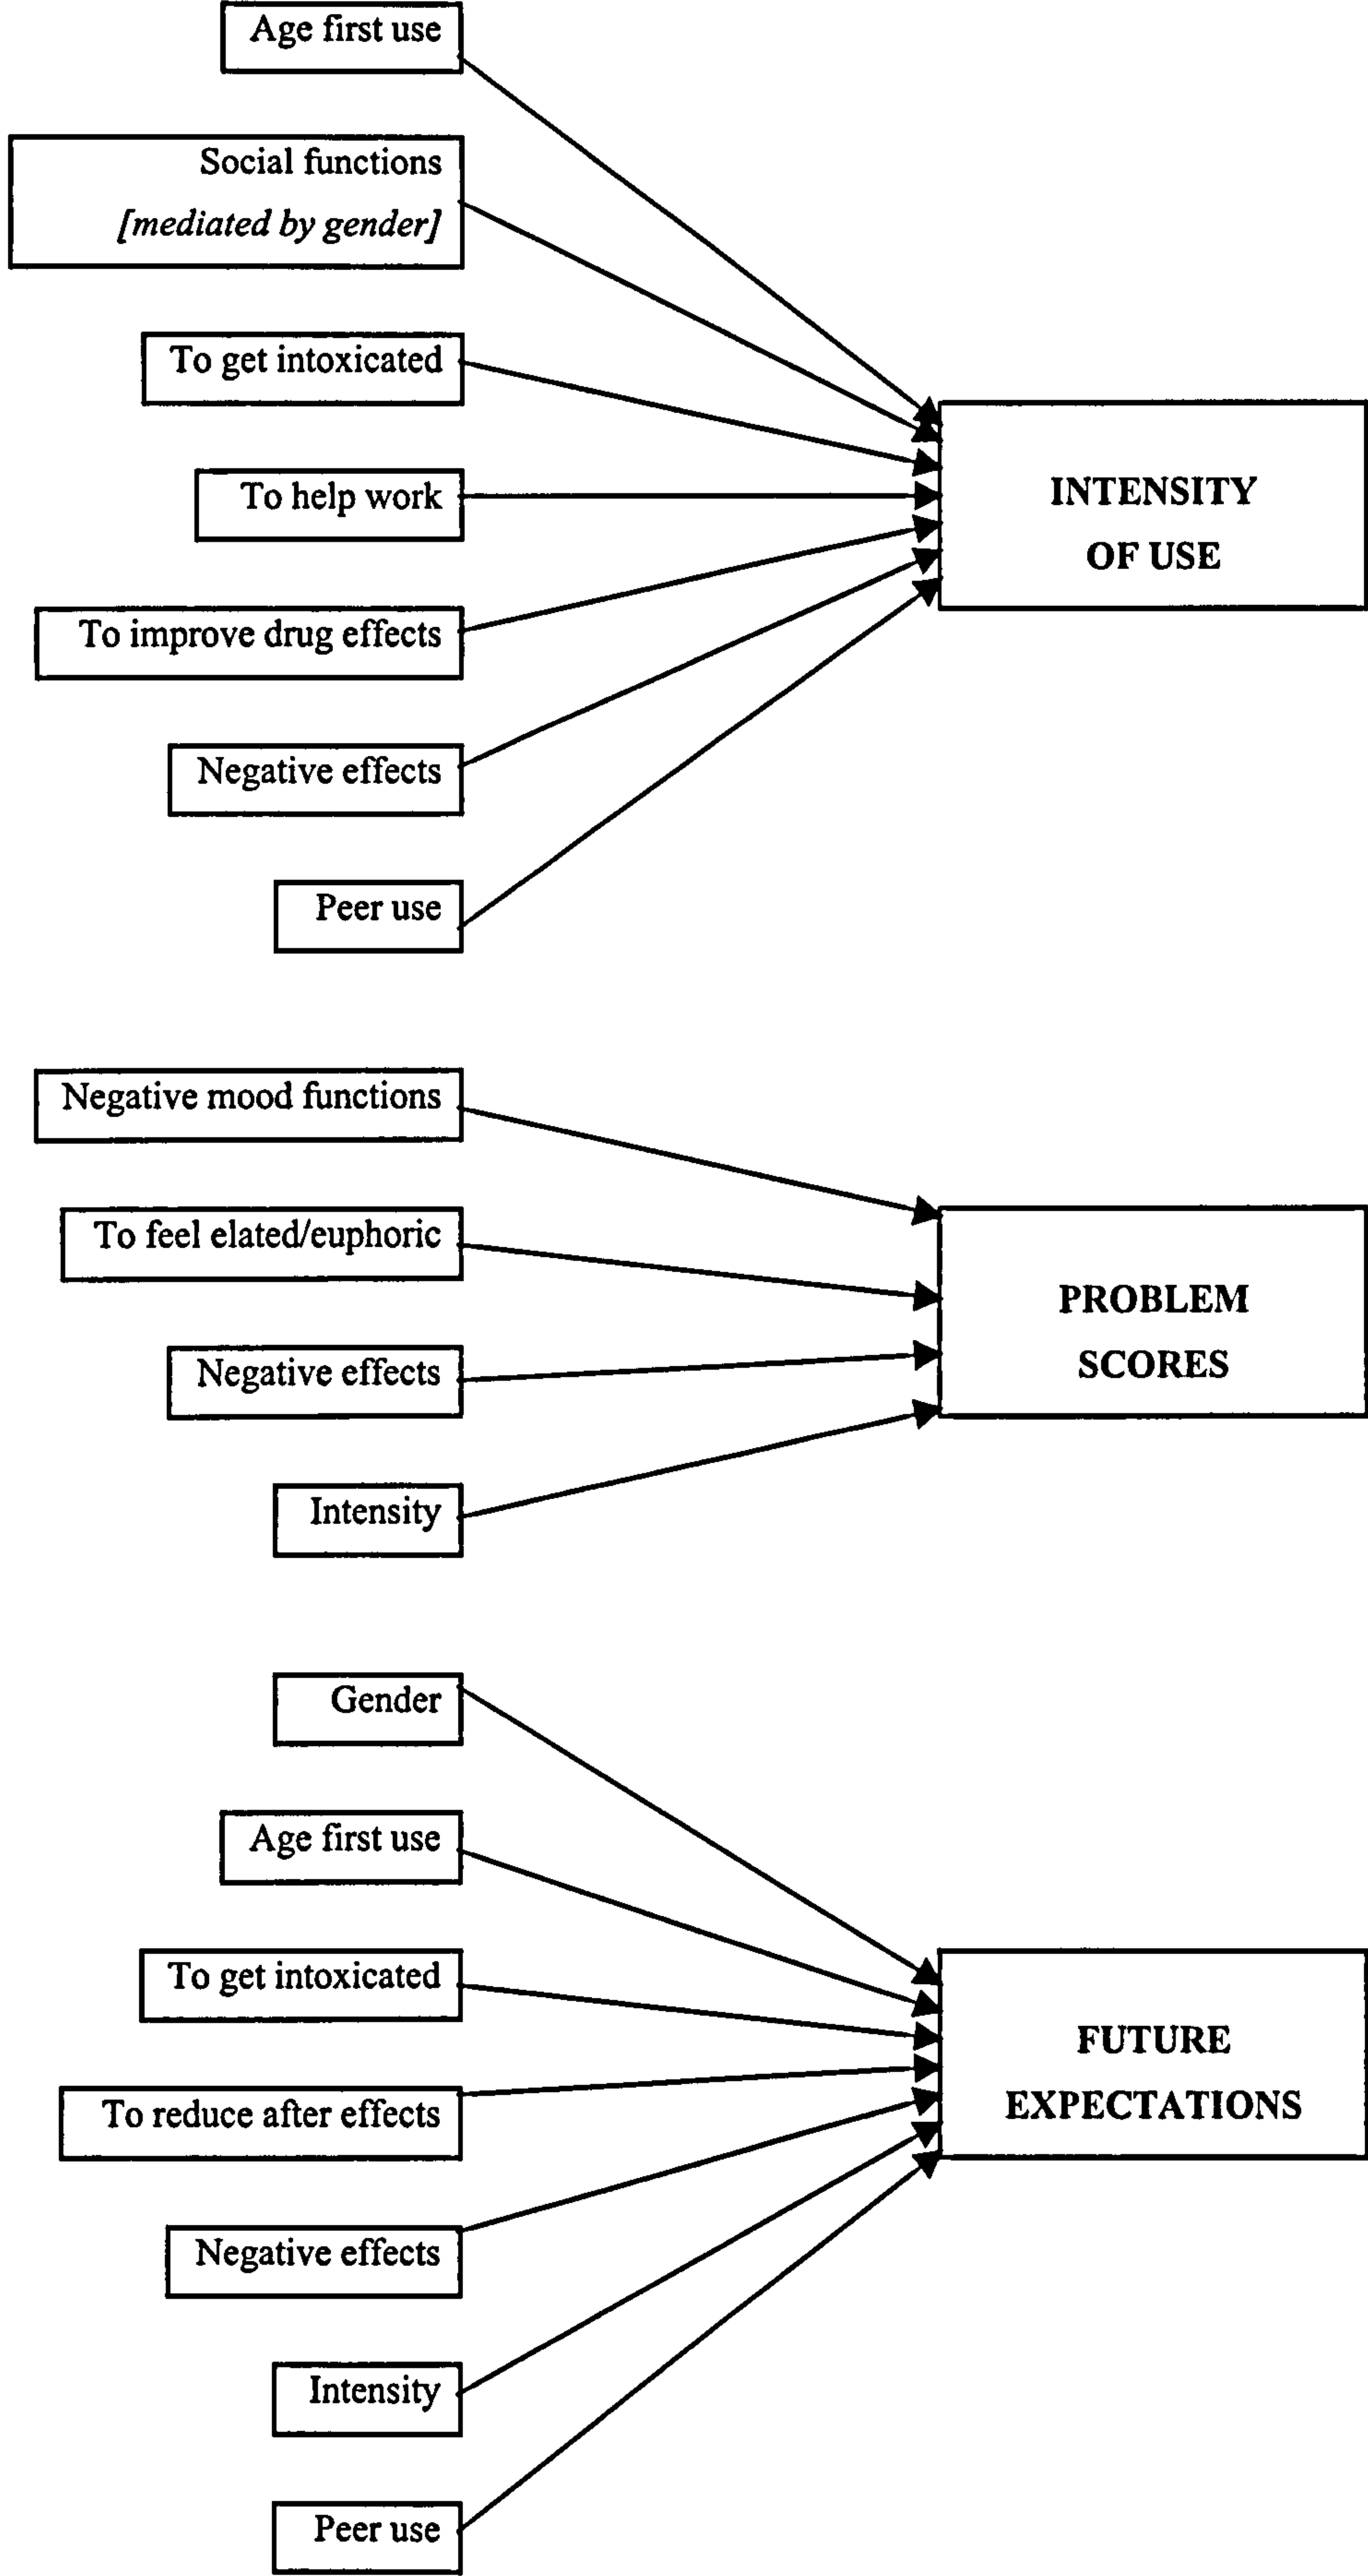 Age first use
Social functions
[mediated by gender]
To get intoxicated
To help work
To improve drug effects
Negative effects
Peer use
INTENSITY
OF USE
Negative mood functions
To feel elated/euphoric
Negative effects
Intensity
PROBLEM
SCORES
Gender
Age first use
To get intoxicated
To reduce after effects
Negative effects
Intensity
Peer use
FUTURE
EXPECTATIONS